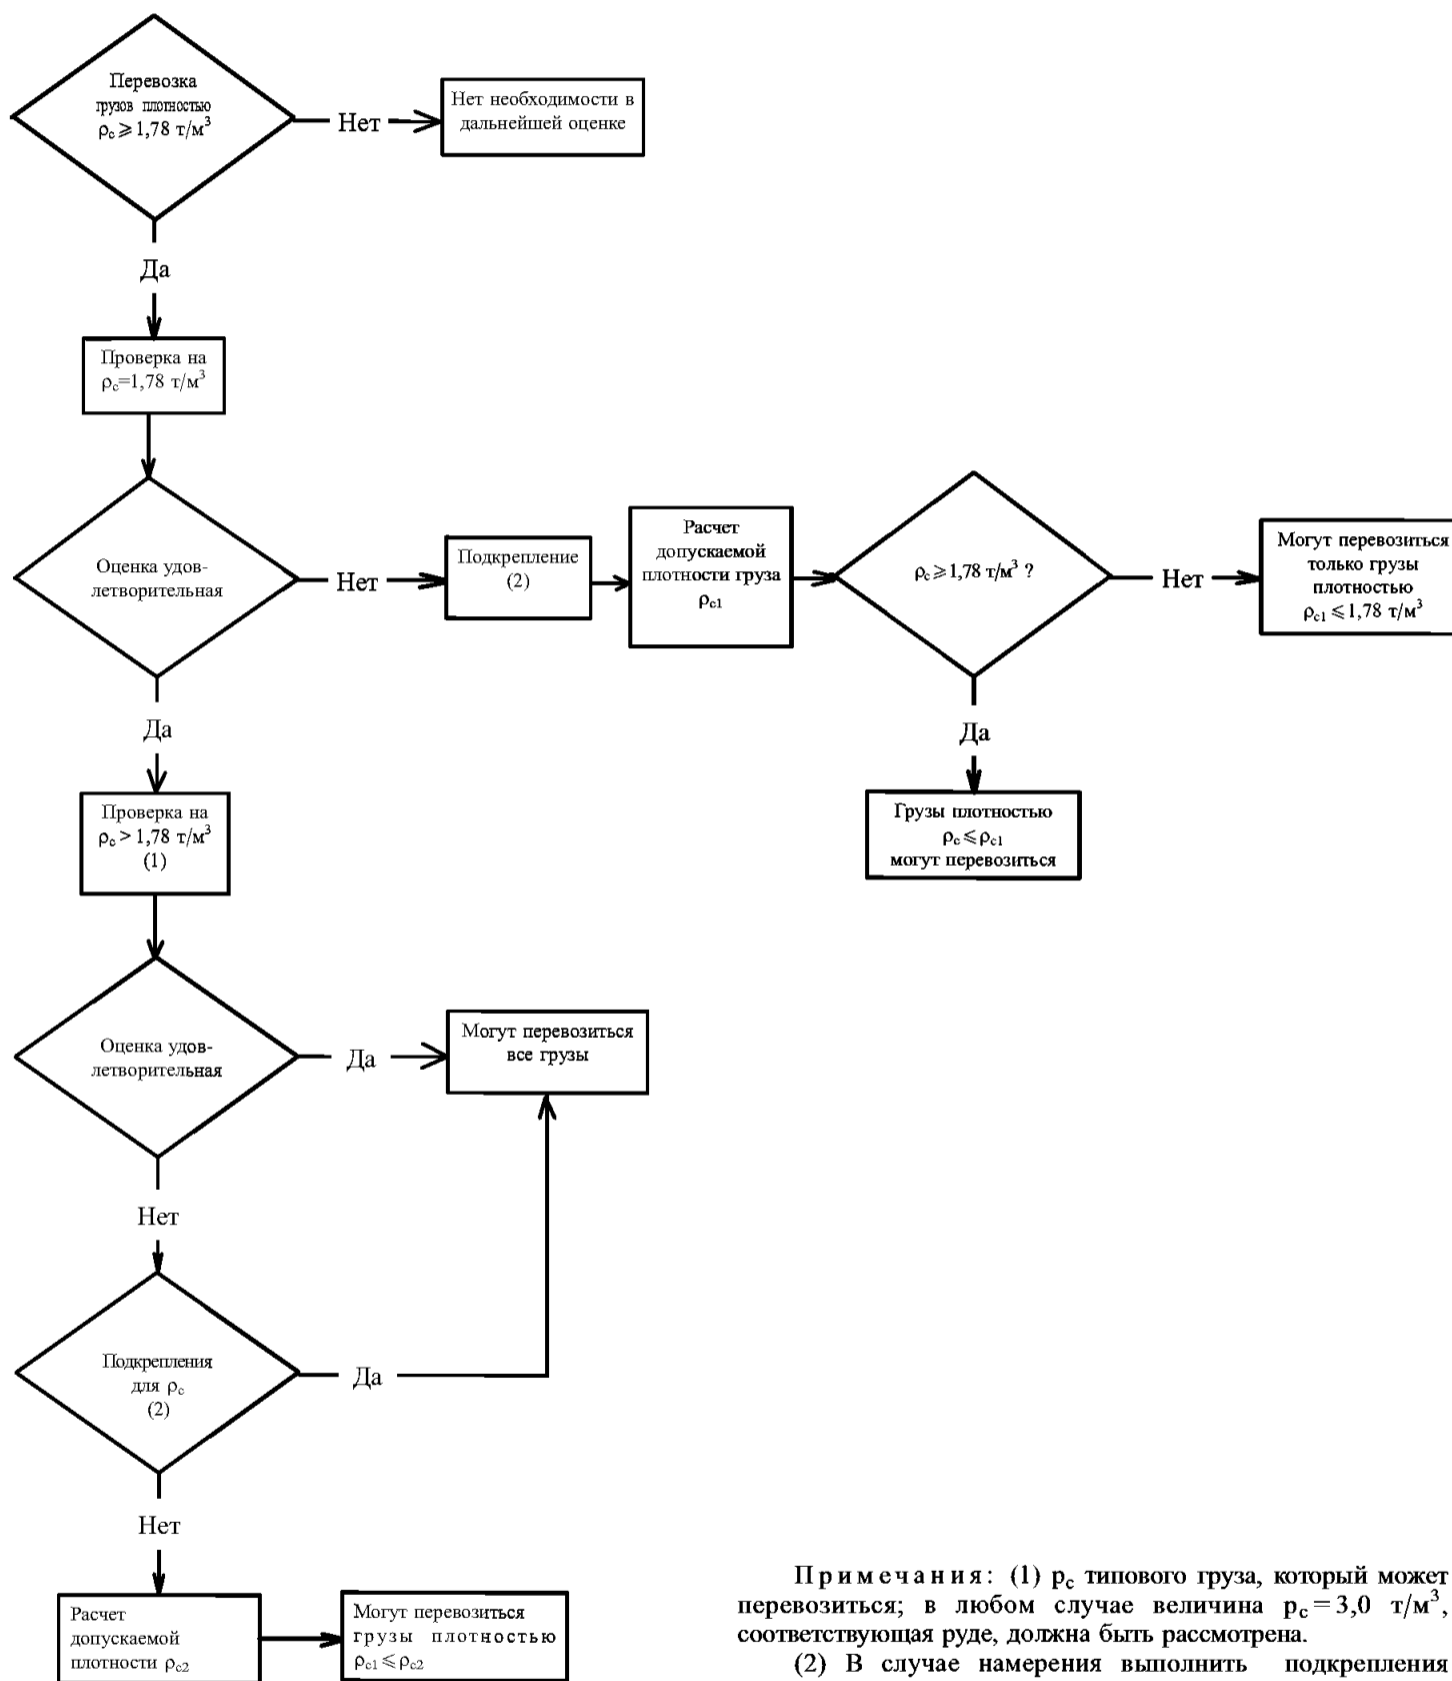 Перевозка
грузов плотностью
ρc ⩾ 1,78 т/м³
Нет
Нет необходимости в
дальнейшей оценке
Да
Проверка на
ρc=1,78 т/м³
Оценка удов-
летворительная
Нет
Подкрепление
(2)
Расчет
допускаемой
плотности груза
ρc1
ρc ⩾ 1,78 т/м³ ?
Нет
Могут перевозиться
только грузы
плотностью
ρc1 ⩽ 1,78 т/м³
Да
Грузы плотностью
ρc ⩽ ρc1
могут перевозиться
Да
Проверка на
ρc > 1,78 т/м³
(1)
Оценка удов-
летворительная
Да
Могут перевозиться
все грузы
Нет
Подкрепления
для ρc
(2)
Да
Нет
Расчет
допускаемой
плотности ρc2
Могут перевозиться
грузы плотностью
ρc1 ⩽ ρc2
Примечания: (1) pc типового груза, который может
перевозиться; в любом случае величина pc = 3,0 т/м³,
соответствующая руде, должна быть рассмотрена.
(2) В случае намерения выполнить подкрепления